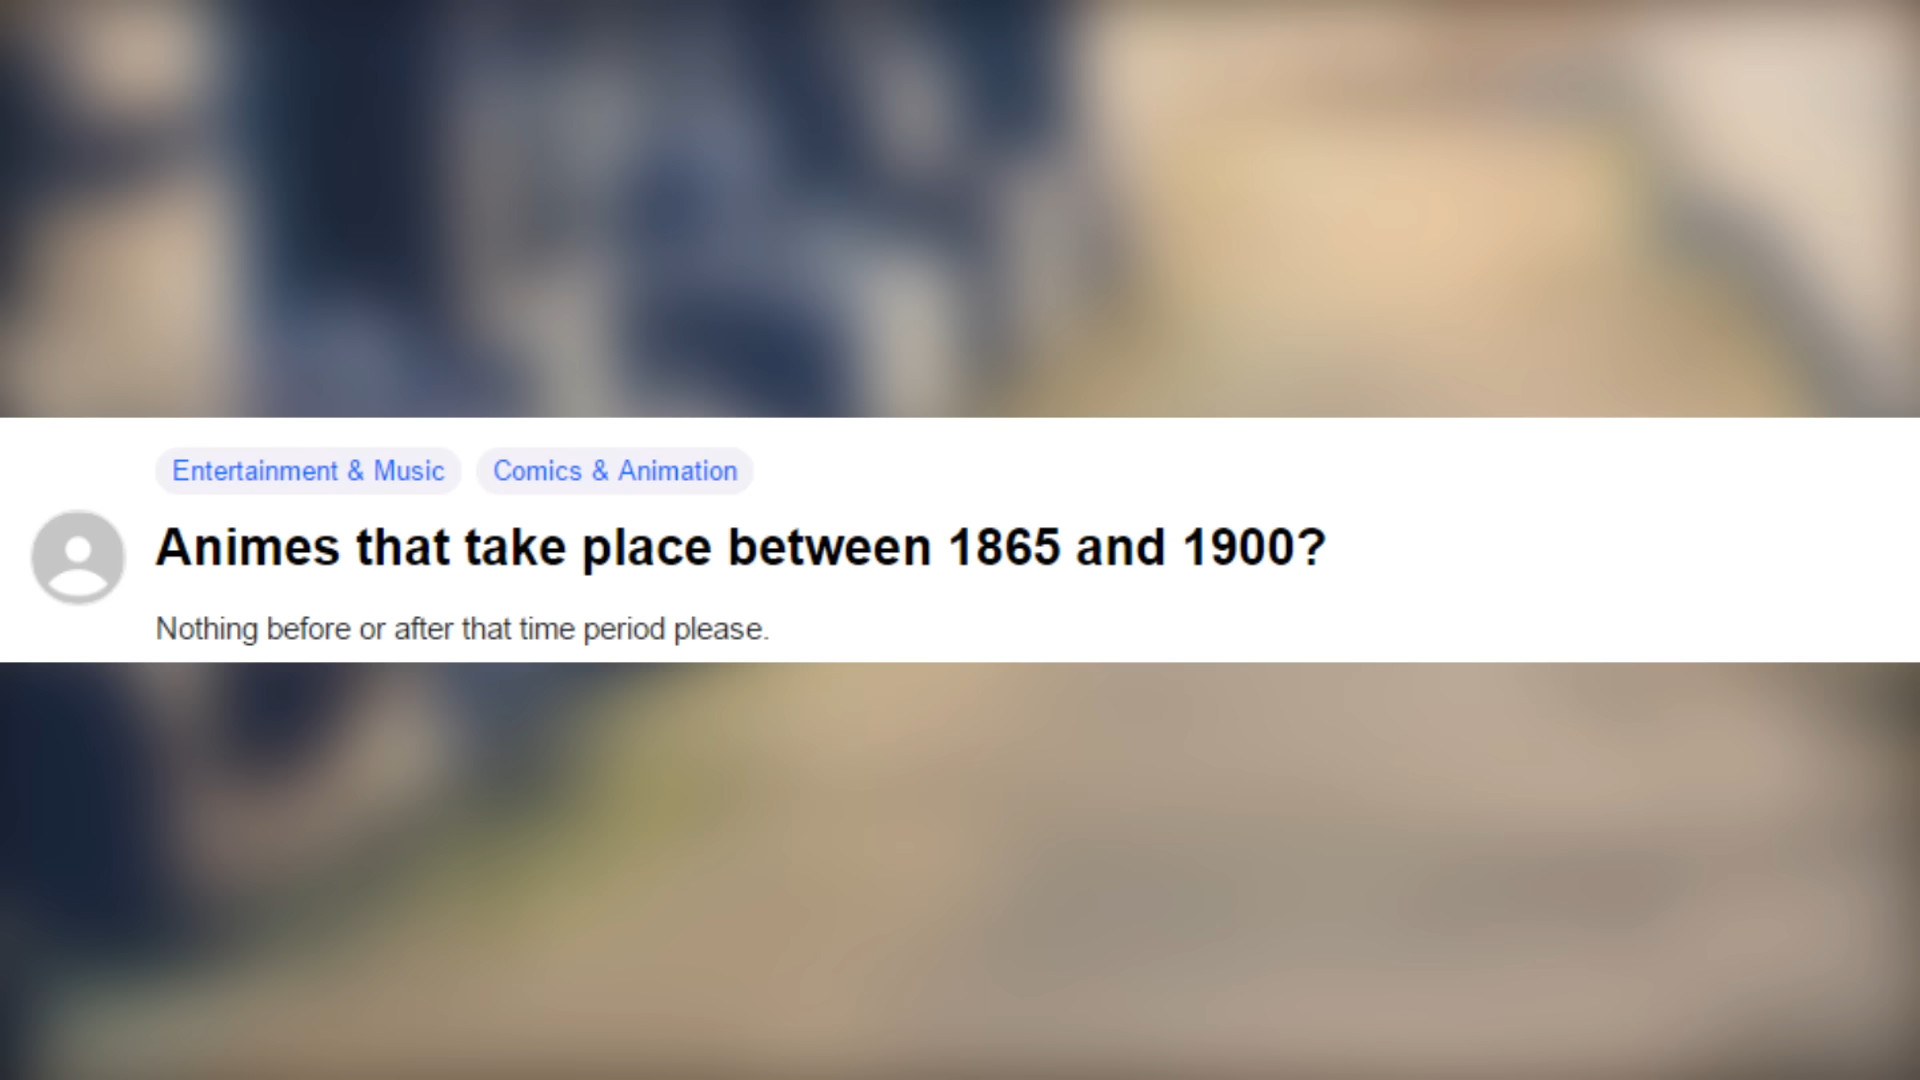 Entertainment & Music Comics & Animation
Animes that take place between 1865 and 1900?
Nothing before or after that time period please.